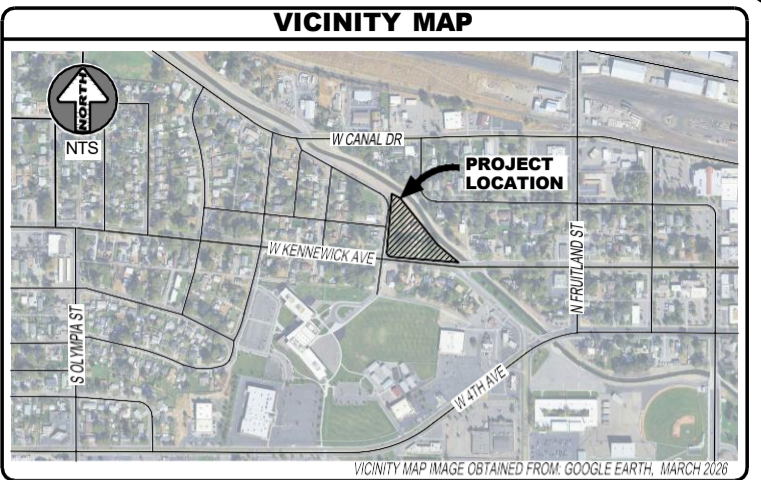 VICINITY MAP
NORTH
NTS
W CANAL DR
PROJECT
LOCATION
W KENNEWICK AVE
N FRUITLAND ST
S OLYMPIA ST
W 4TH AVE
VICINITY MAP IMAGE OBTAINED FROM: GOOGLE EARTH, MARCH 2026